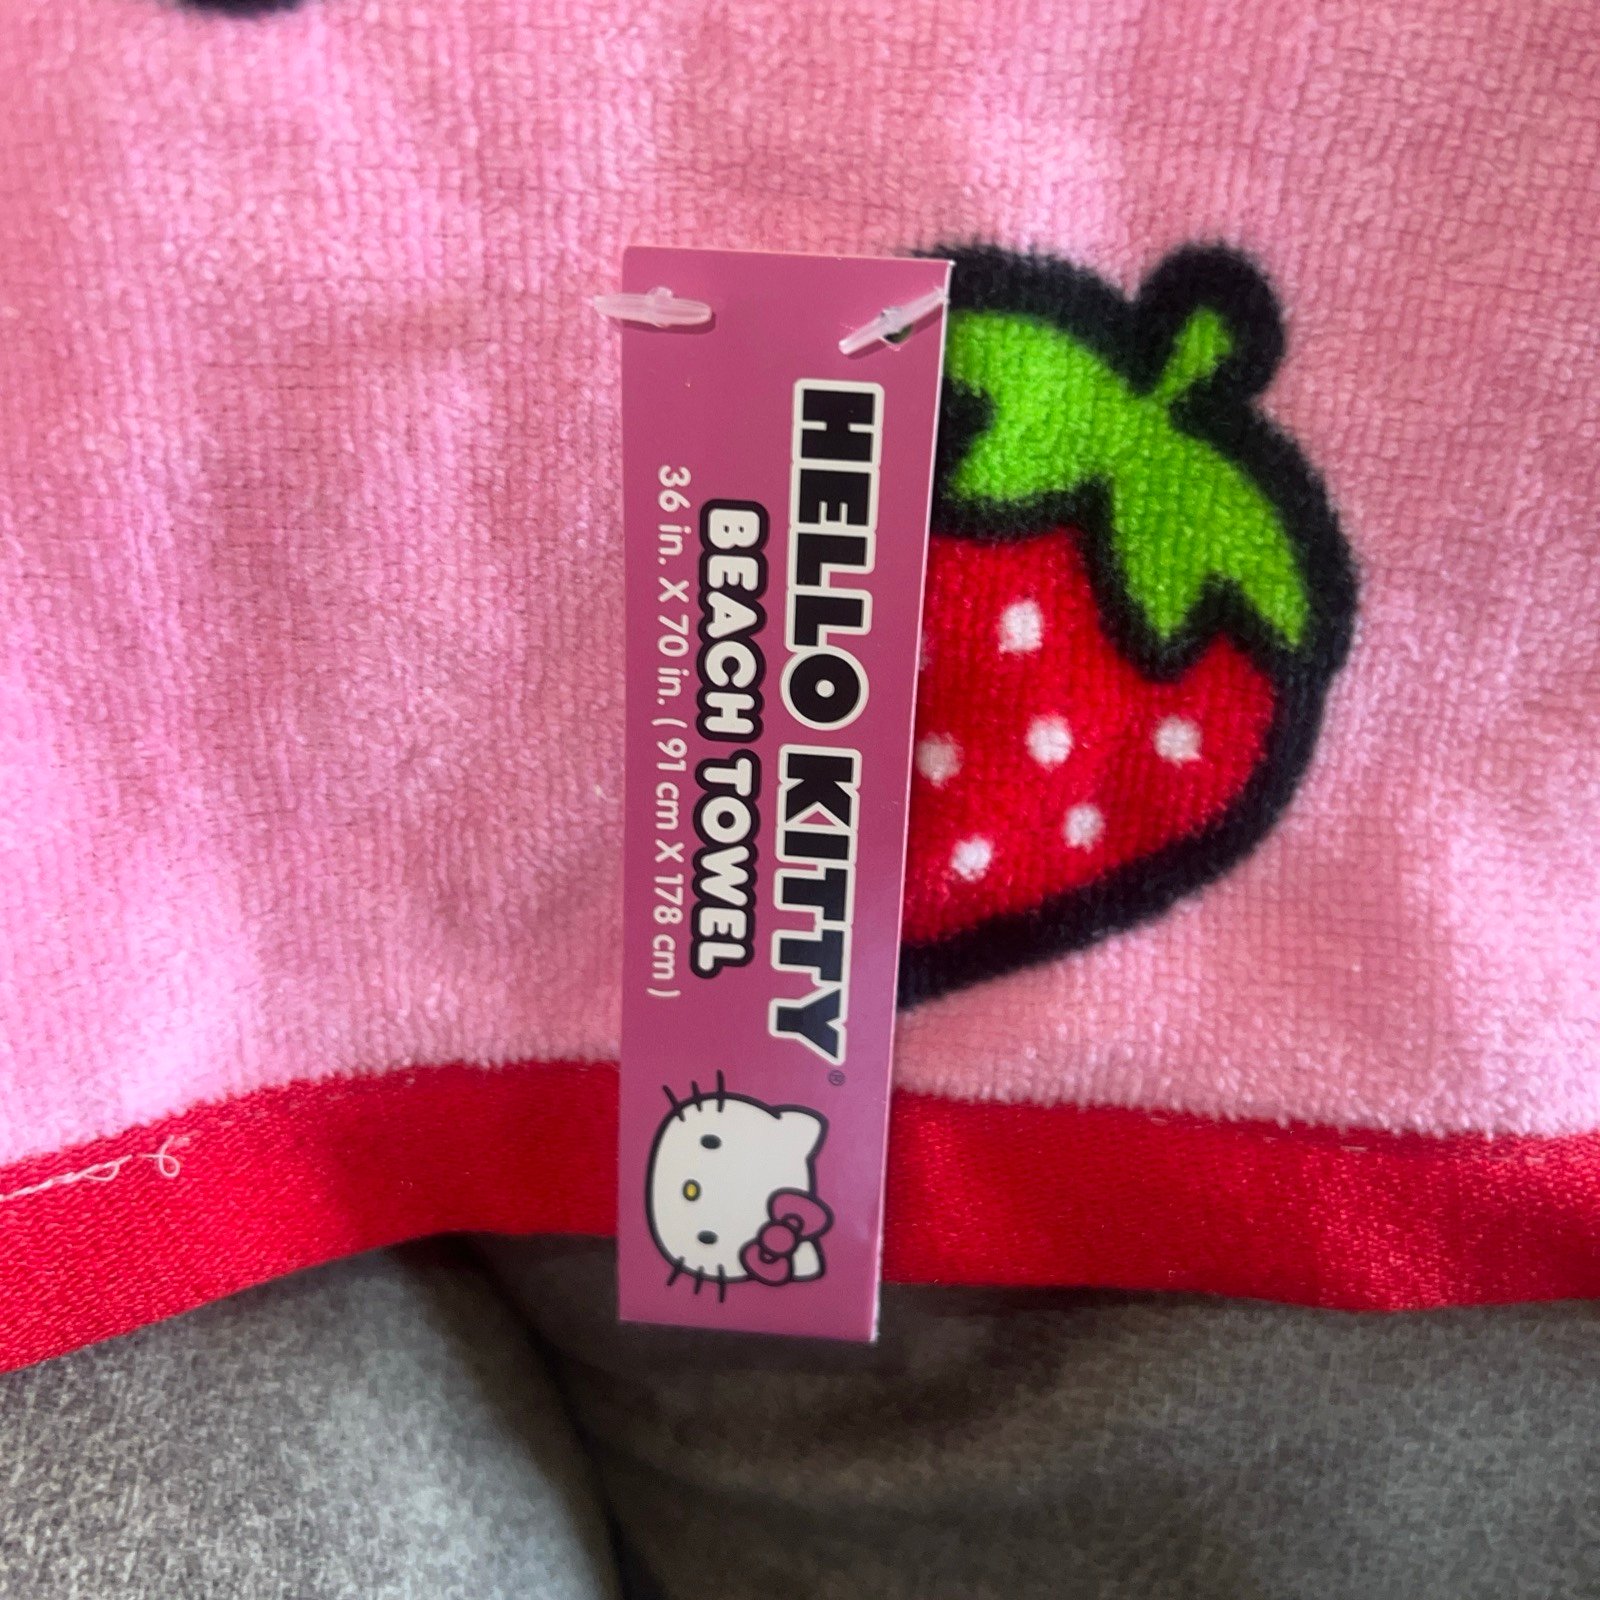 HELLO KITTY®
BEACH TOWEL
36 in. X 70 in. ( 91 cm X 178 cm )